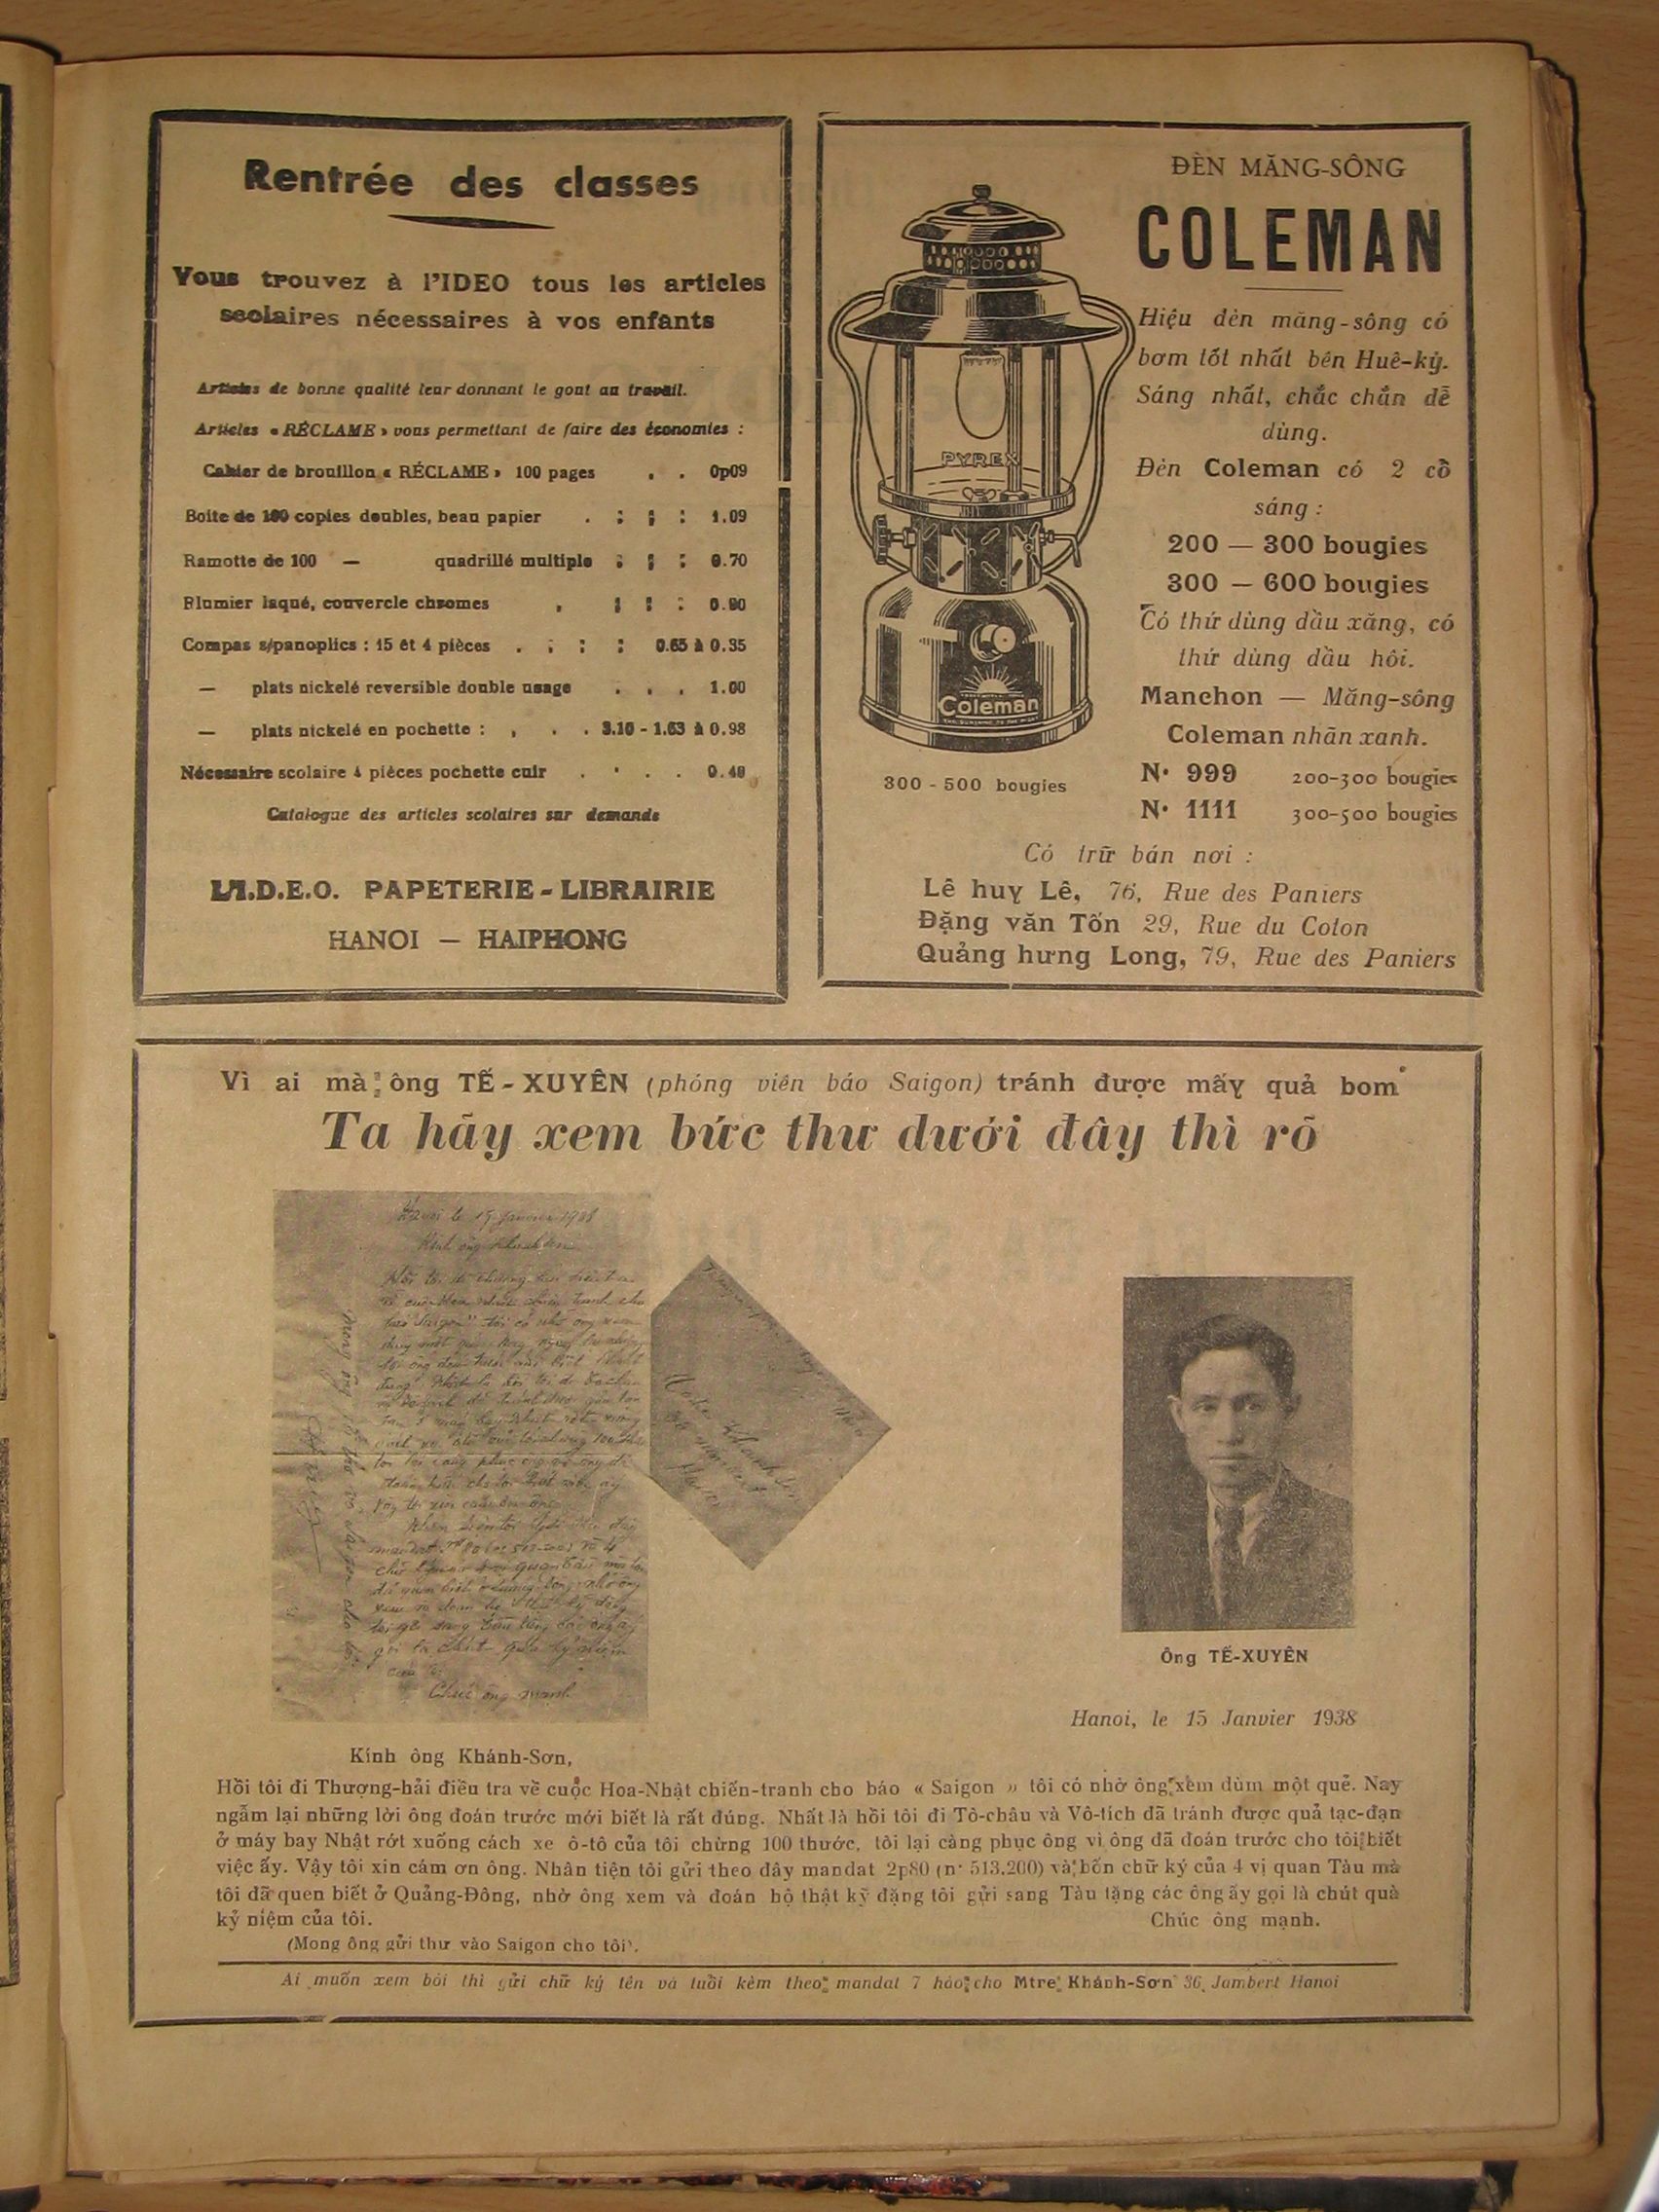 Rentrée des classes
Vous trouvez à l'IDEO tous les articles
scolaires nécessaires à vos enfants
Articles de bonne qualité leur donnant le gout au travail.
Articles « RÉCLAME » vous permettant de faire des économies :
Cahier de brouillon « RÉCLAME » 100 pages . . 0p09
Boite de 100 copies doubles, beau papier . : : : 1.09
Ramotte de 100 — quadrillé multiple : : : 0.70
Plumier laqué, couvercle chromes . : : : 0.90
Compas s/panoplics : 15 et 4 pièces . : : : 0.65 à 0.35
— plats nickelé reversible double usage . . . 1.00
— plats nickelé en pochette : , . . 3.10 - 1.63 à 0.98
Nécessaire scolaire 4 pièces pochette cuir . . . . 0.40
Catalogue des articles scolaires sur demande
I.D.E.O. PAPETERIE - LIBRAIRIE
HANOI — HAIPHONG
ĐÈN MĂNG-SÔNG
COLEMAN
Hiệu đèn măng-sông có
bơm tốt nhất bên Huê-kỳ.
Sáng nhất, chắc chắn dễ
dùng.
Đèn Coleman có 2 cỡ
sáng :
200 — 300 bougies
300 — 600 bougies
Có thứ dùng dầu xăng, có
thứ dùng dầu hôi.
Manchon — Măng-sông
Coleman nhãn xanh.
N· 999 200-300 bougies
N· 1111 300-500 bougies
PYREX
Coleman
300 - 500 bougies
Có trữ bán nơi :
Lê huy Lê, 76, Rue des Paniers
Đặng văn Tốn 29, Rue du Coton
Quảng hưng Long, 79, Rue des Paniers
Vì ai mà ông TẾ - XUYÊN (phóng viên báo Saigon) tránh được mấy quả bom
Ta hãy xem bức thư dưới đây thì rõ
Ông TẾ-XUYÊN
Hanoi, le 15 Janvier 1938
Kính ông Khánh-Sơn,
Hồi tôi đi Thượng-hải điều tra về cuộc Hoa-Nhật chiến-tranh cho báo « Saigon » tôi có nhờ ông xem dùm một quẻ. Nay
ngẫm lại những lời ông đoán trước mới biết là rất đúng. Nhất là hồi tôi đi Tô-châu và Vô-tích đã tránh được quả tạc-đạn
ở máy bay Nhật rớt xuống cách xe ô-tô của tôi chừng 100 thước, tôi lại càng phục ông vì ông đã đoán trước cho tôi biết
việc ấy. Vậy tôi xin cám ơn ông. Nhân tiện tôi gửi theo đây mandat 2p80 (n· 513.200) và bốn chữ ký của 4 vị quan Tàu mà
tôi đã quen biết ở Quảng-Đông, nhờ ông xem và đoán hộ thật kỹ đặng tôi gửi sang Tàu tặng các ông ấy gọi là chút quà
kỷ niệm của tôi. Chúc ông mạnh.
(Mong ông gửi thư vào Saigon cho tôi).
Ai muốn xem bói thì gửi chữ ký tên và tuổi kèm theo mandat 7 hào cho Mtre Khánh-Sơn 36, Jambert Hanoi